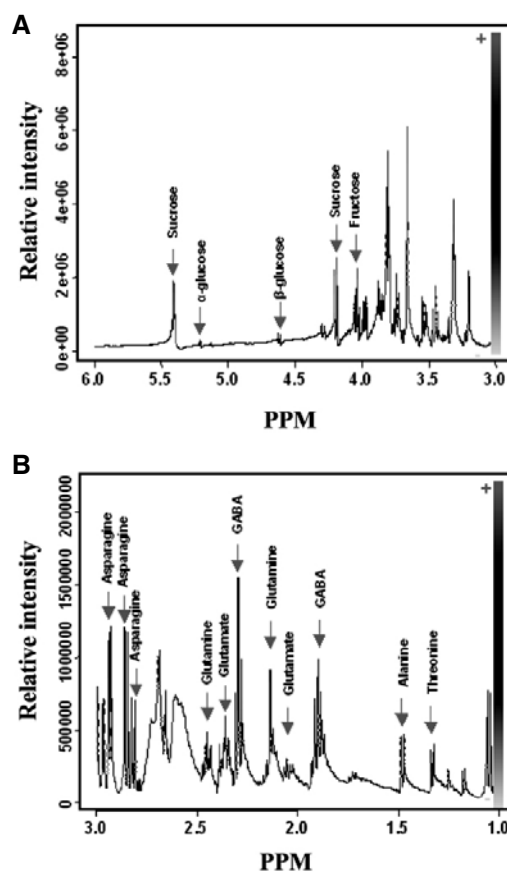 A
+
8e+06
6e+06
4e+06
2e+06
0e+00
Relative intensity
Sucrose
α-glucose
β-glucose
Sucrose
Fructose
-
6.0 5.5 5.0 4.5 4.0 3.5 3.0
PPM
B
+
2000000
1500000
1000000
500000
0
Relative intensity
Asparagine
Asparagine
Asparagine
Glutamine
Glutamate
GABA
Glutamine
Glutamate
GABA
Alanine
Threonine
-
3.0 2.5 2.0 1.5 1.0
PPM